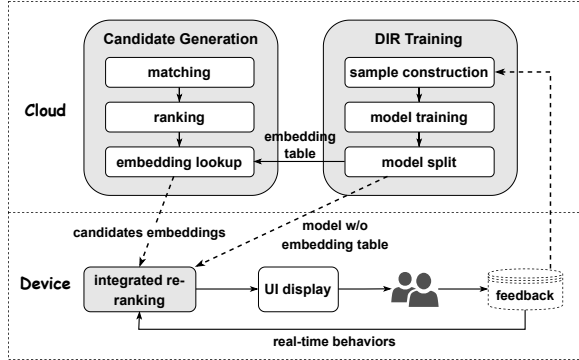 Candidate Generation
DIR Training
matching
sample construction
Cloud
ranking
model training
embedding
table
embedding lookup
model split
candidates embeddings
model w/o
embedding table
Device
integrated re-
ranking
UI display
feedback
real-time behaviors